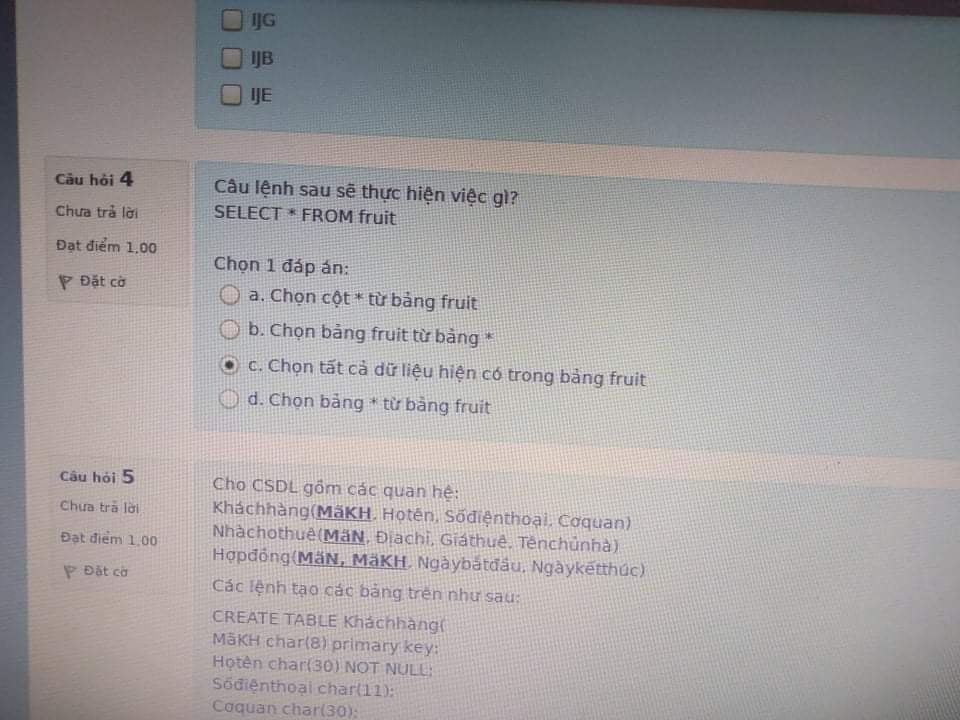 IJG
IJB
IJE
Câu hỏi 4
Chưa trả lời
Đạt điểm 1,00
Đặt cờ
Câu lệnh sau sẽ thực hiện việc gì?
SELECT * FROM fruit
Chọn 1 đáp án:
a. Chọn cột * từ bảng fruit
b. Chọn bảng fruit từ bảng *
c. Chọn tất cả dữ liệu hiện có trong bảng fruit
d. Chọn bảng * từ bảng fruit
Câu hỏi 5
Chưa trả lời
Đạt điểm 1,00
Đặt cờ
Cho CSDL gồm các quan hệ:
Kháchhàng(MãKH, Họtên, Sốđiệnthoại, Cơquan)
Nhàchothuê(MãN, Địachỉ, Giáthuê, Tênchủnhà)
Hợpđồng(MãN, MãKH, Ngàybắtđầu, Ngàykếtthúc)
Các lệnh tạo các bảng trên như sau:
CREATE TABLE Kháchhàng(
MãKH char(8) primary key;
Họtên char(30) NOT NULL;
Sốđiệnthoại char(11);
Cơquan char(30);